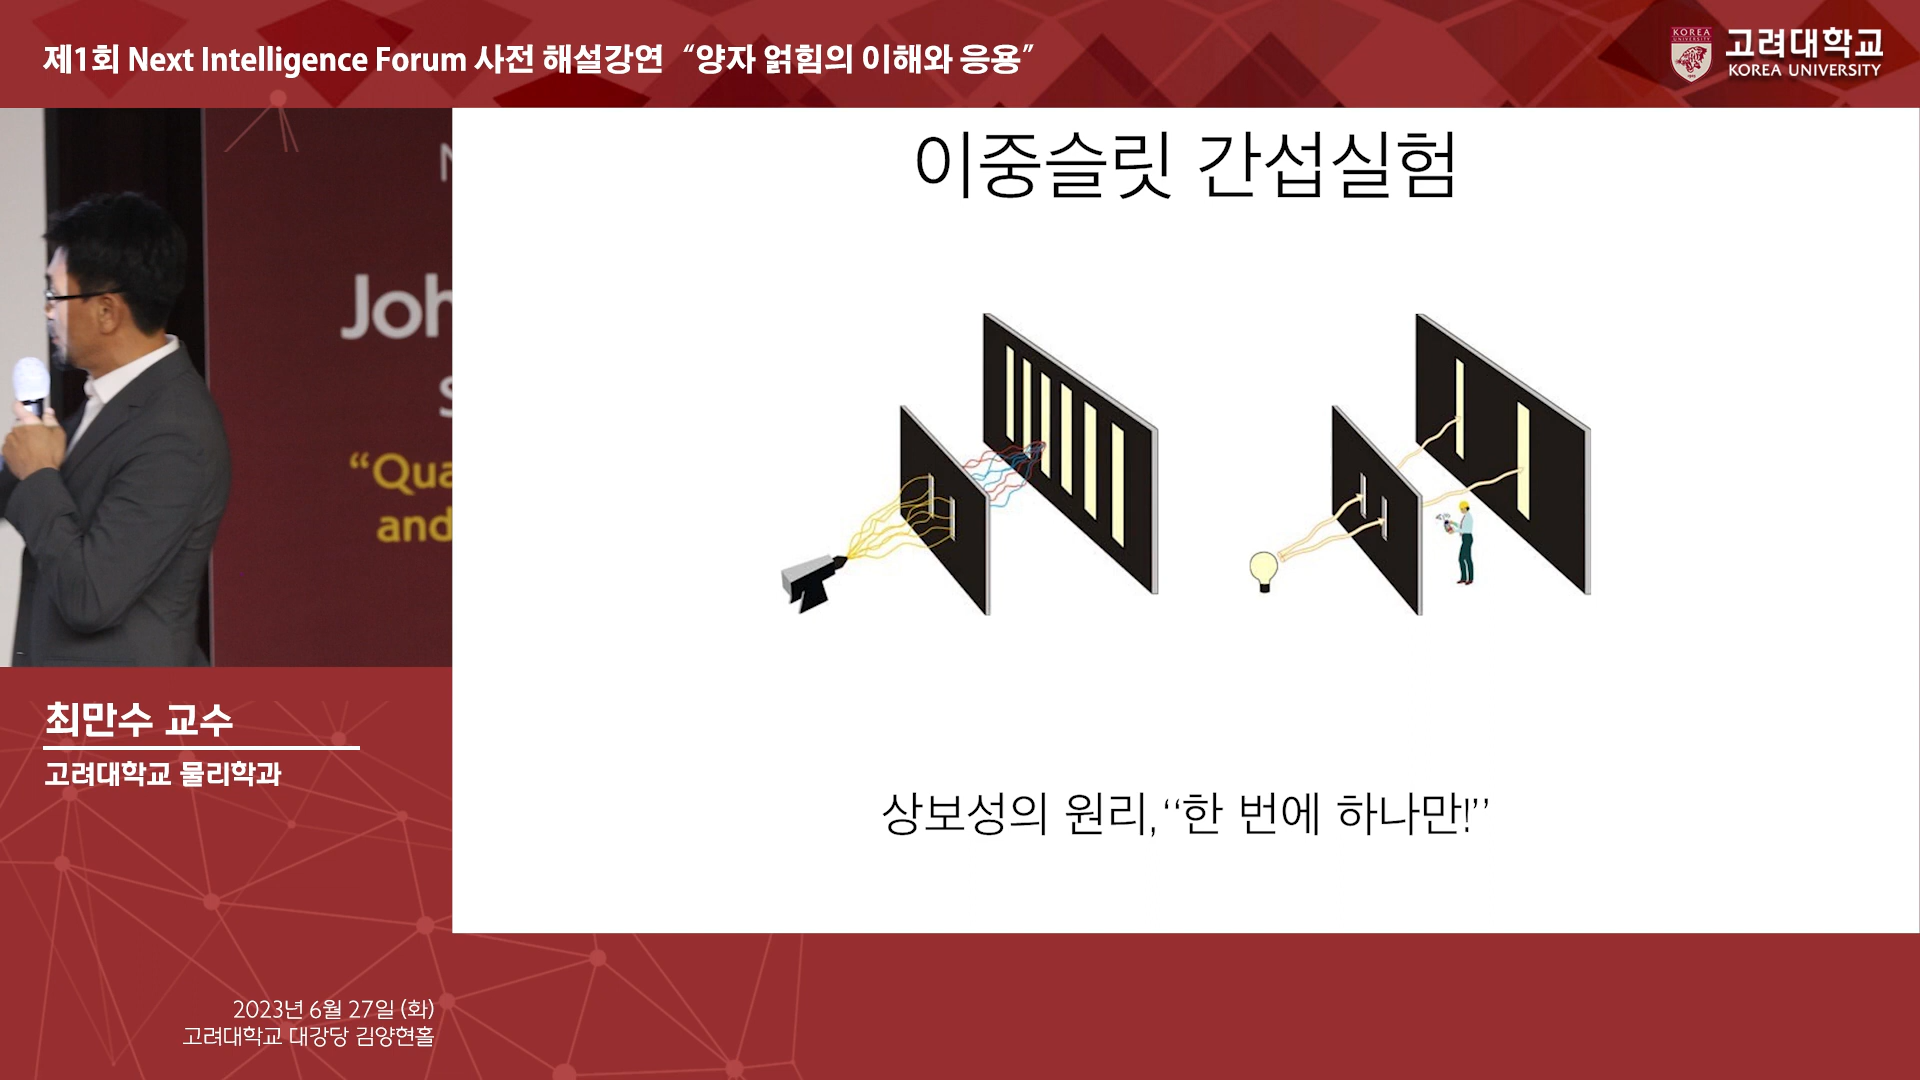 제1회 Next Intelligence Forum 사전 해설강연 “양자 얽힘의 이해와 응용”
KOREA
UNIVERSITY
고려대학교
KOREA UNIVERSITY
이중슬릿 간섭실험
Joh
“Qua
and
최만수 교수
고려대학교 물리학과
상보성의 원리, “한 번에 하나만!”
2023년 6월 27일 (화)
고려대학교 대강당 김양현홀